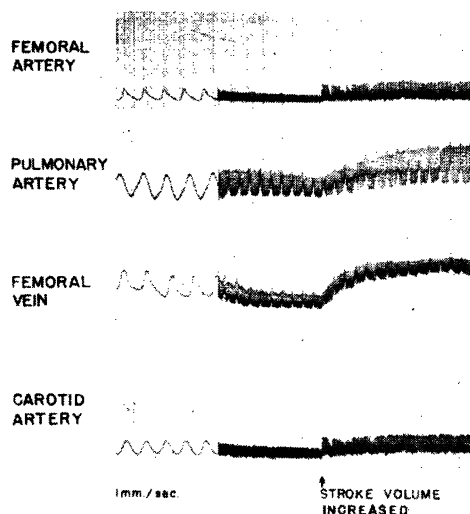 FEMORAL
ARTERY
PULMONARY
ARTERY
FEMORAL
VEIN
CAROTID
ARTERY
1mm./sec.
STROKE VOLUME
INCREASED